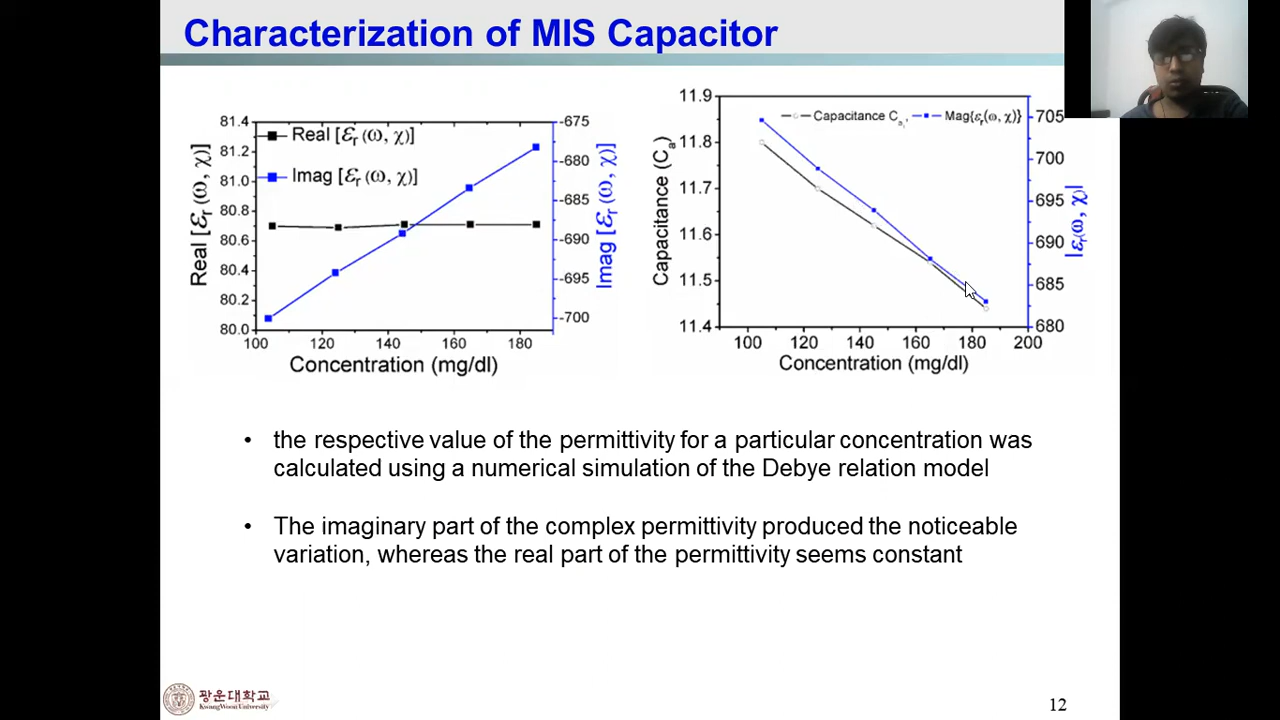 Characterization of MIS Capacitor
81.4
81.2
81.0
80.8
80.6
80.4
80.2
80.0
Real [Ɛr (ω, χ)]
Real [Ɛr (ω, χ)]
Imag [Ɛr (ω, χ)]
-675
-680
-685
-690
-695
-700
Imag [Ɛr (ω, χ)]
100 120 140 160 180
Concentration (mg/dl)
11.9
11.8
11.7
11.6
11.5
11.4
Capacitance (Ca)
Capacitance Ca, Mag{εr(ω, χ)}
705
700
695
690
685
680
|εr(ω, χ)|
100 120 140 160 180 200
Concentration (mg/dl)
• the respective value of the permittivity for a particular concentration was
calculated using a numerical simulation of the Debye relation model
• The imaginary part of the complex permittivity produced the noticeable
variation, whereas the real part of the permittivity seems constant
광운대학교
KwangWoon University
12